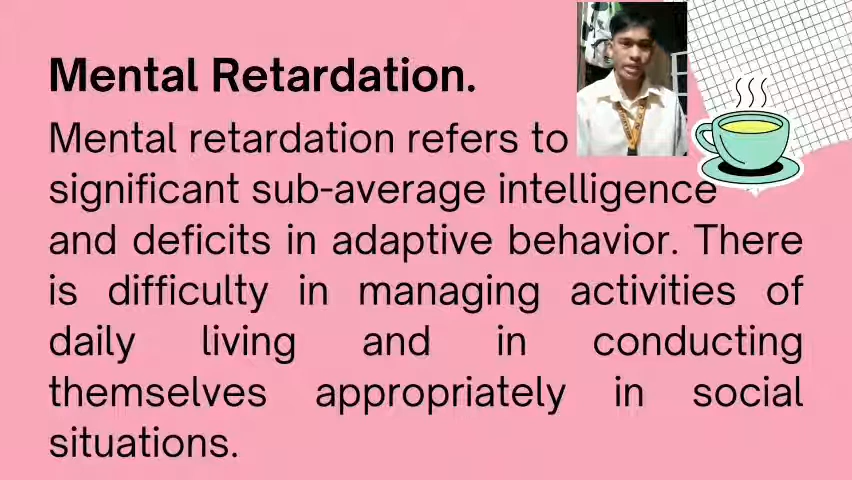 Mental Retardation.
Mental retardation refers to
significant sub-average intelligence
and deficits in adaptive behavior. There
is difficulty in managing activities of
daily living and in conducting
themselves appropriately in social
situations.